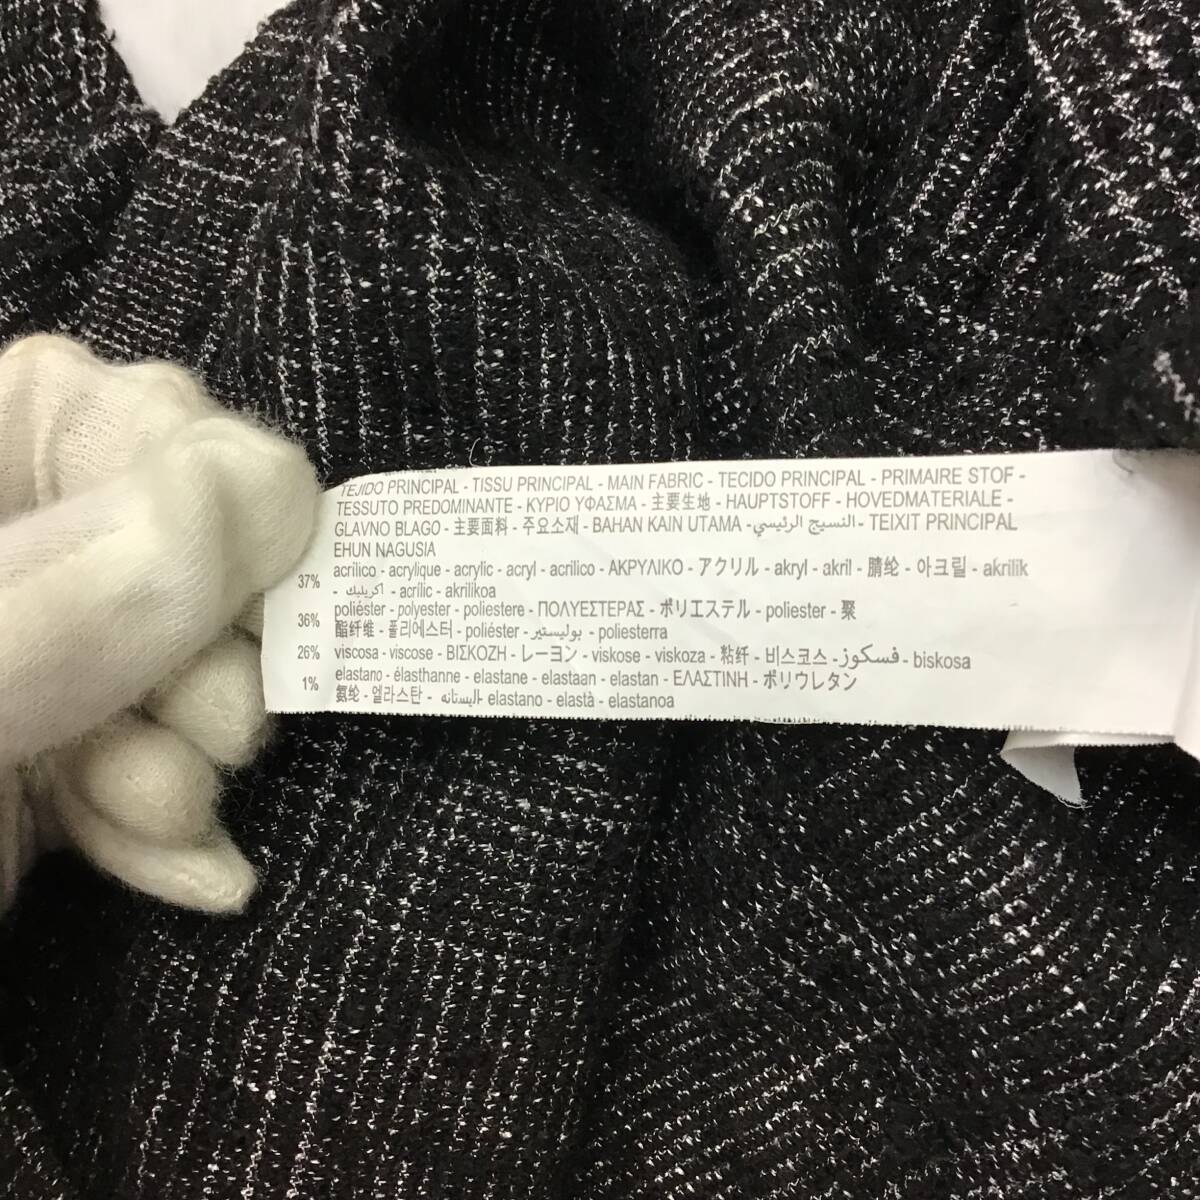 TEJIDO PRINCIPAL - TISSU PRINCIPAL - MAIN FABRIC - TECIDO PRINCIPAL - PRIMAIRE STOF -
TESSUTO PREDOMINANTE - ΚΥΡΙΟ ΥΦΑΣΜΑ - 主要生地 - HAUPTSTOFF - HOVEDMATERIALE -
GLAVNO BLAGO - 主要面料 - 주요소재 - BAHAN KAIN UTAMA - النسيج الرئيسي - TEIXIT PRINCIPAL
EHUN NAGUSIA
37% acrílico - acrylique - acrylic - acryl - acrilico - ΑΚΡΥΛΙΚΟ - アクリル - akryl - akril - 腈纶 - 아크릴 - akrilik
- اكريليك - acrílic - akrilikoa
36% poliéster - polyester - poliestere - ΠΟΛΥΕΣΤΕΡΑΣ - ポリエステル - poliester - 聚
酯纤维 - 폴리에스터 - polièster - بوليستير - poliesterra
26% viscosa - viscose - ΒΙΣΚΟΖΗ - レーヨン - viskose - viskoza - 粘纤 - 비스코스 - فسكوز - biskosa
1% elastano - élasthanne - elastane - elastaan - elastan - ΕΛΑΣΤΙΝΗ - ポリウレタン
氨纶 - 엘라스탄 - اليستانه elastano - elastà - elastanoa